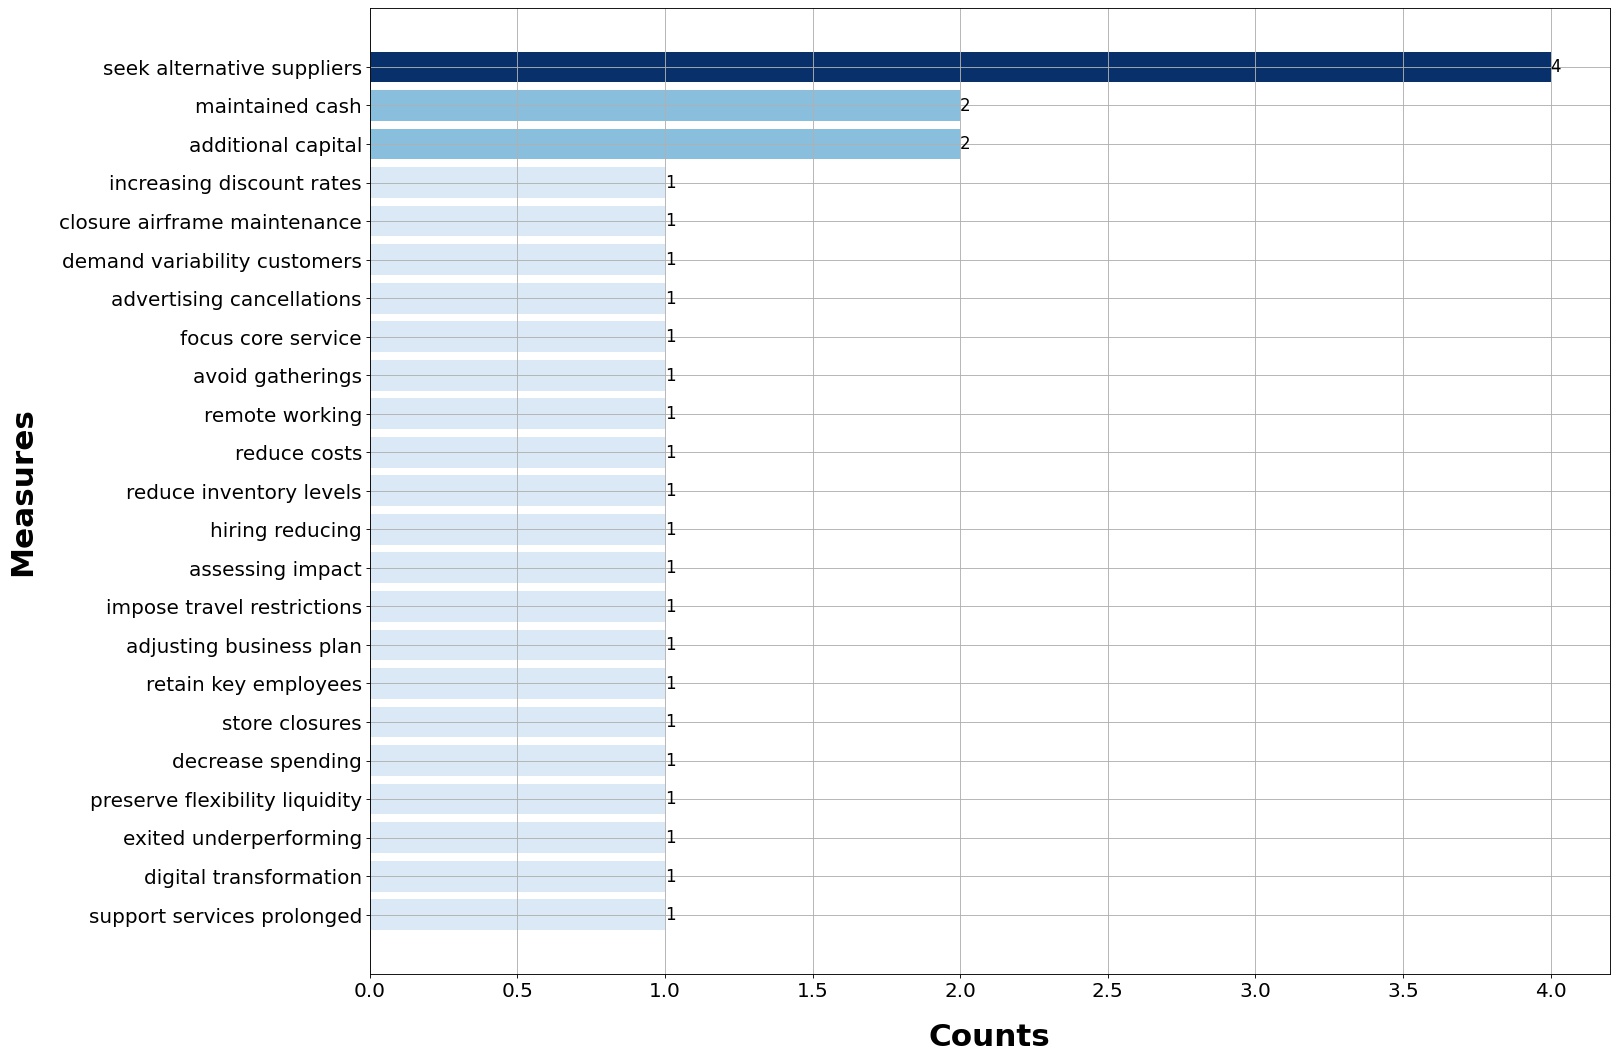 seek alternative suppliers 4
maintained cash 2
additional capital 2
increasing discount rates 1
closure airframe maintenance 1
demand variability customers 1
advertising cancellations 1
focus core service 1
avoid gatherings 1
remote working 1
reduce costs 1
reduce inventory levels 1
hiring reducing 1
assessing impact 1
impose travel restrictions 1
adjusting business plan 1
retain key employees 1
store closures 1
decrease spending 1
preserve flexibility liquidity 1
exited underperforming 1
digital transformation 1
support services prolonged 1
Measures
0.0 0.5 1.0 1.5 2.0 2.5 3.0 3.5 4.0
Counts